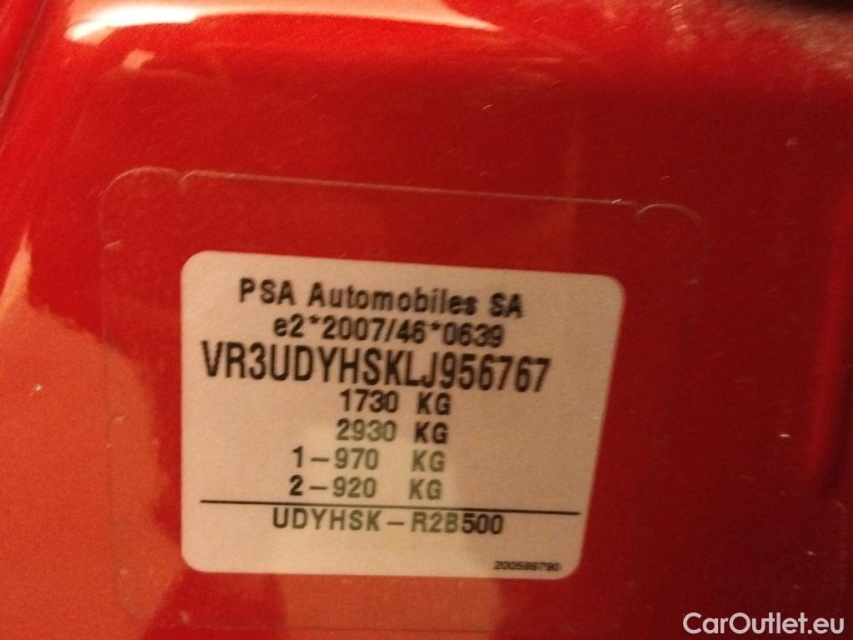 PSA Automobiles SA
e2*2007/46*0639
VR3UDYHSKLJ956767
1730 KG
2930 KG
1-970 KG
2-920 KG
UDYHSK-R2B500
200599790
CarOutlet.eu